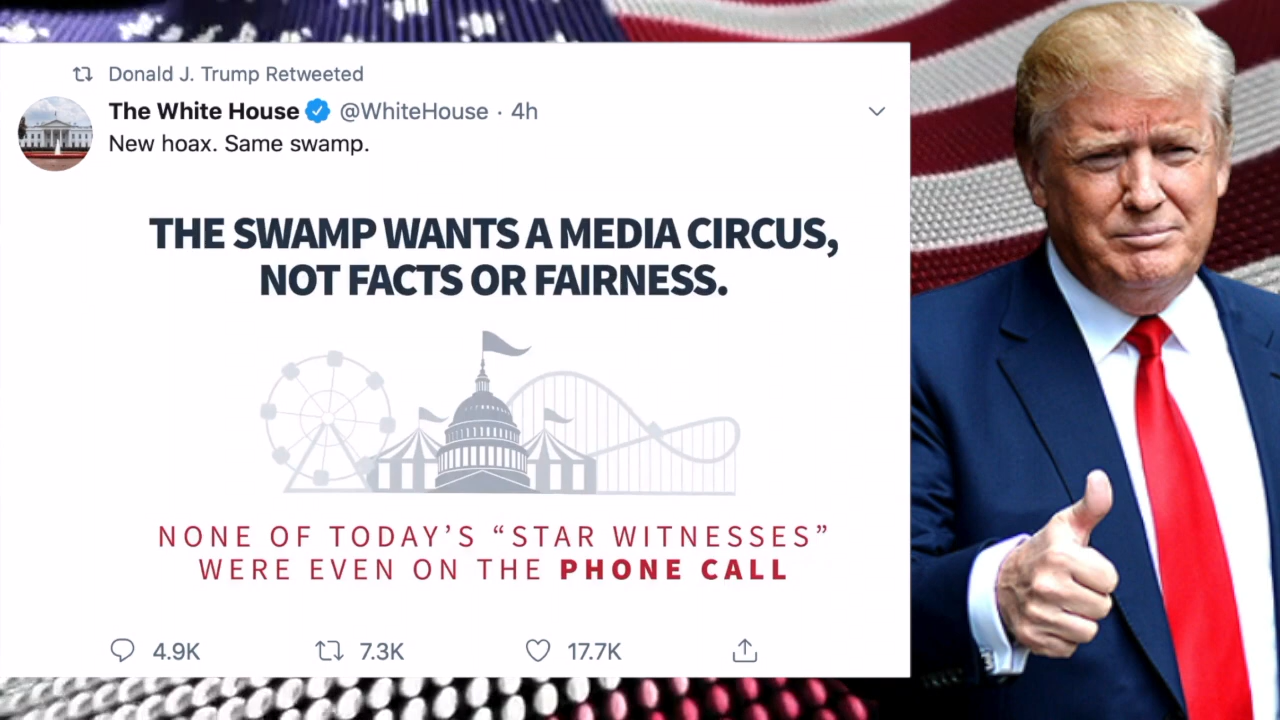 Donald J. Trump Retweeted
The White House @WhiteHouse · 4h
New hoax. Same swamp.
THE SWAMP WANTS A MEDIA CIRCUS,
NOT FACTS OR FAIRNESS.
NONE OF TODAY’S “STAR WITNESSES”
WERE EVEN ON THE PHONE CALL
4.9K 7.3K 17.7K